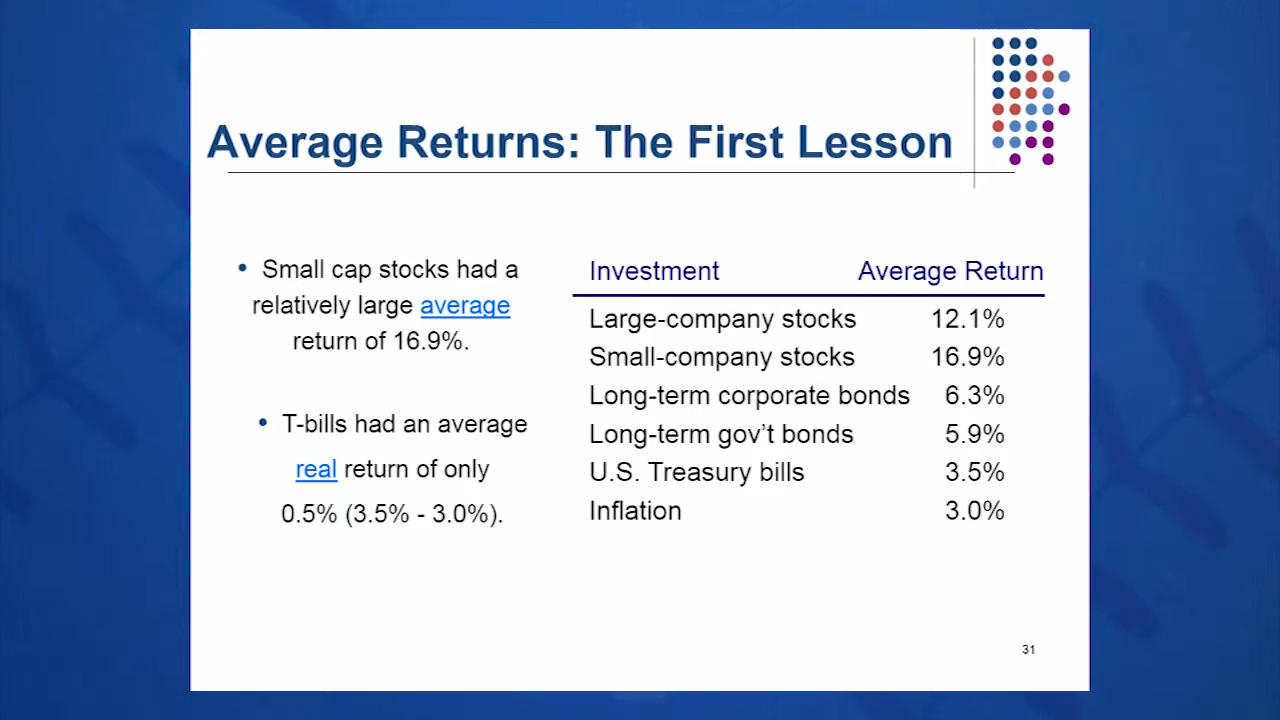 Average Returns: The First Lesson
• Small cap stocks had a
relatively large average
return of 16.9%.
• T-bills had an average
real return of only
0.5% (3.5% - 3.0%).
Investment Average Return
Large-company stocks 12.1%
Small-company stocks 16.9%
Long-term corporate bonds 6.3%
Long-term gov’t bonds 5.9%
U.S. Treasury bills 3.5%
Inflation 3.0%
31